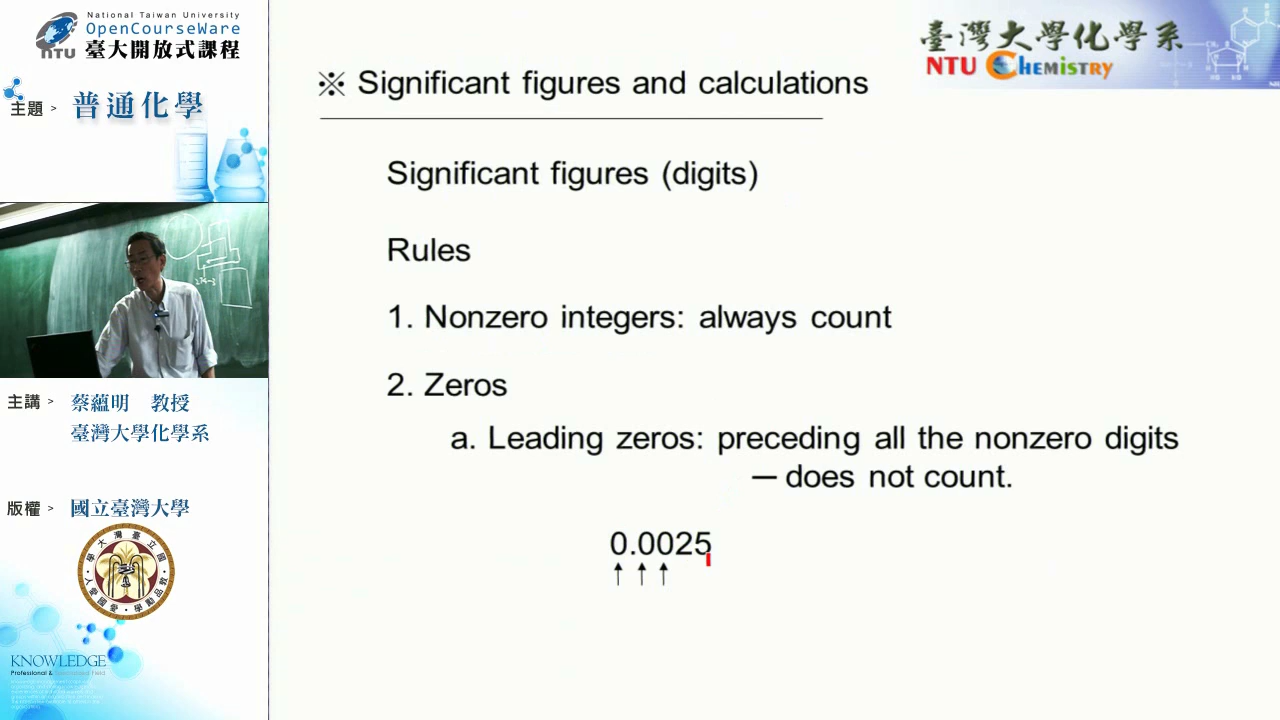 National Taiwan University
OpenCourseWare
NTU 臺大開放式課程
主題 > 普通化學
主講 > 蔡蘊明 教授
臺灣大學化學系
版權 > 國立臺灣大學
KNOWLEDGE
臺灣大學化學系
NTU Chemistry
※ Significant figures and calculations
Significant figures (digits)
Rules
1. Nonzero integers: always count
2. Zeros
a. Leading zeros: preceding all the nonzero digits
— does not count.
0.0025
↑ ↑ ↑